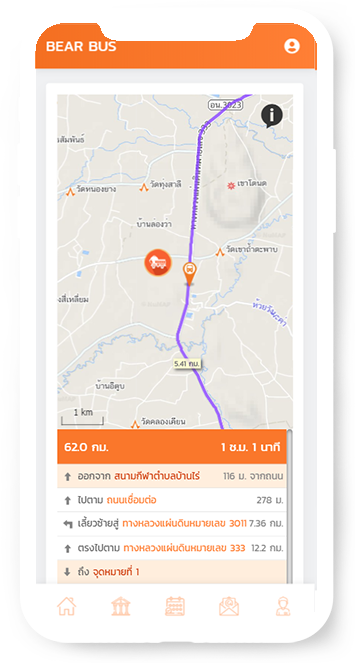 BEAR BUS
อน.3023
333
วัดหนองยาง
วัดทุ่งสาลี
เขาโตนด
บ้านลองวา
วัดเขาถ้ำตะพาบ
5.41 กม.
บ้านอีตูบ
1 km
วัดคลองเคียน
62.0 กม. 1 ช.ม. 1 นาที
ออกจาก สนามกีฬาตำบลบ้านไร่ 116 ม. จากถนน
ไปตาม ถนนเชื่อมต่อ 278 ม.
เลี้ยวซ้ายสู่ ทางหลวงแผ่นดินหมายเลข 3011 7.36 กม.
ตรงไปตาม ทางหลวงแผ่นดินหมายเลข 333 12.2 กม.
ถึง จุดหมายที่ 1